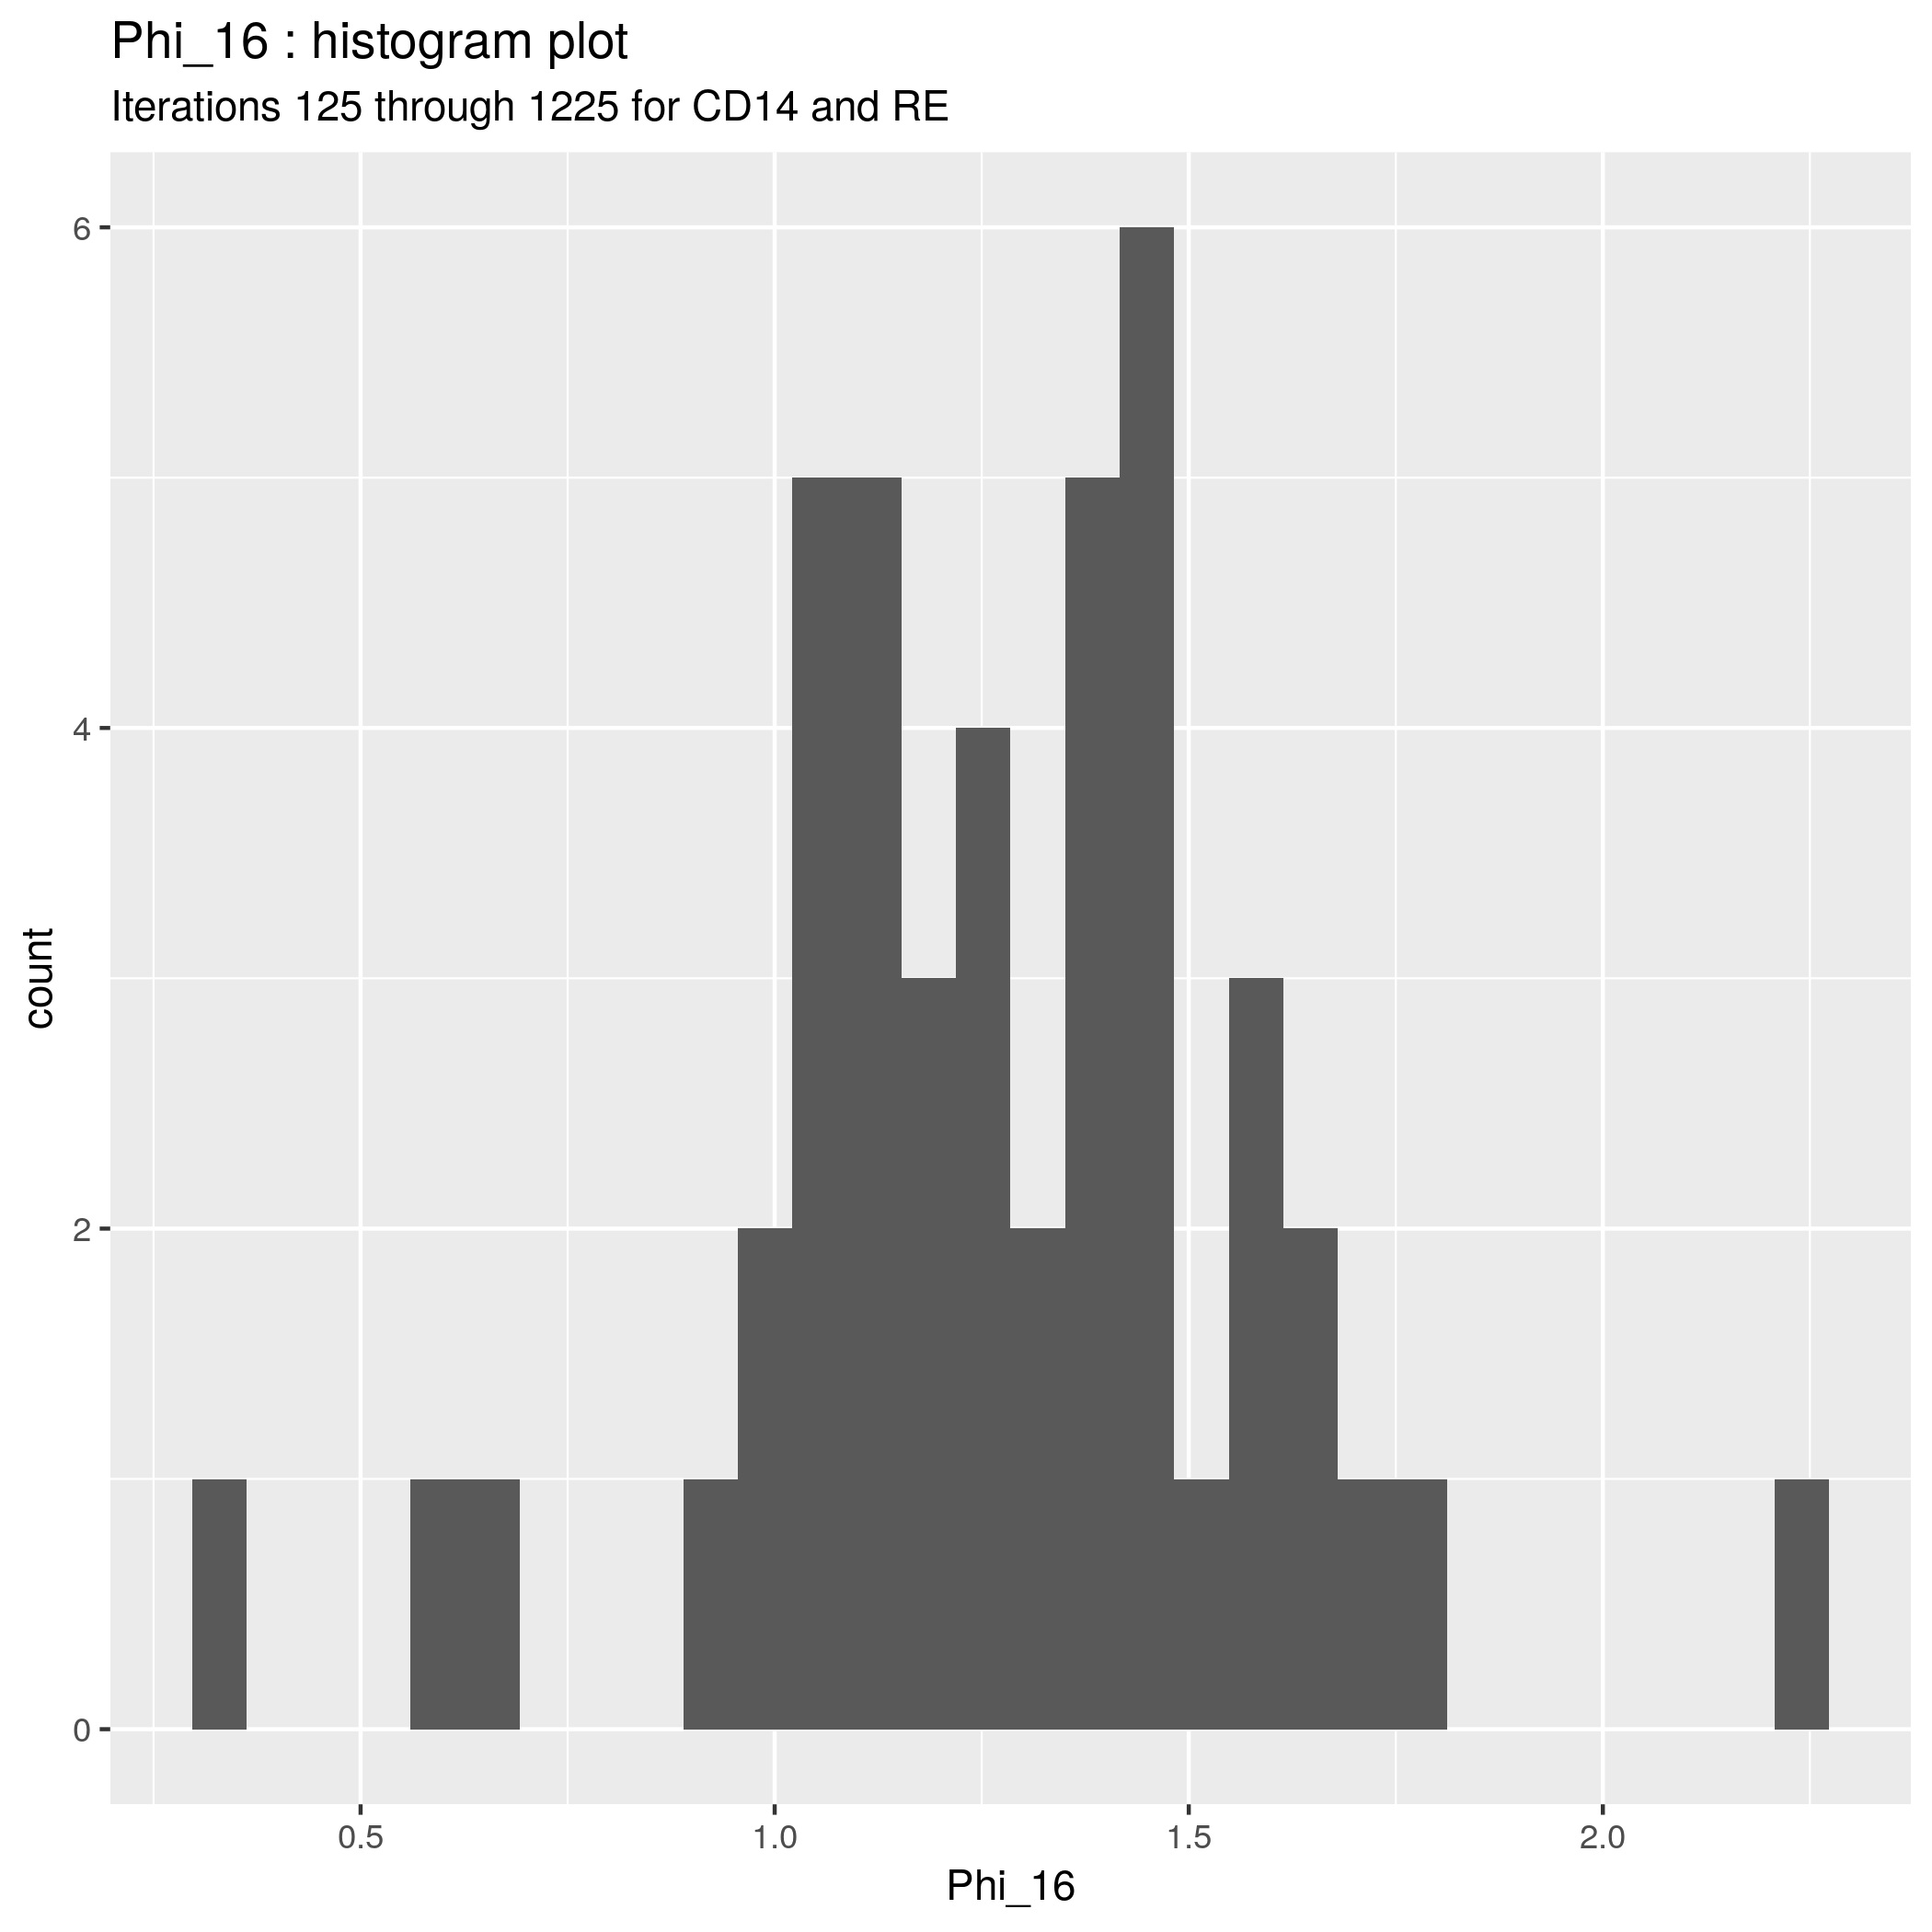 Phi_16 : histogram plot
Iterations 125 through 1225 for CD14 and RE
6
4
2
0
count
0.5 1.0 1.5 2.0
Phi_16